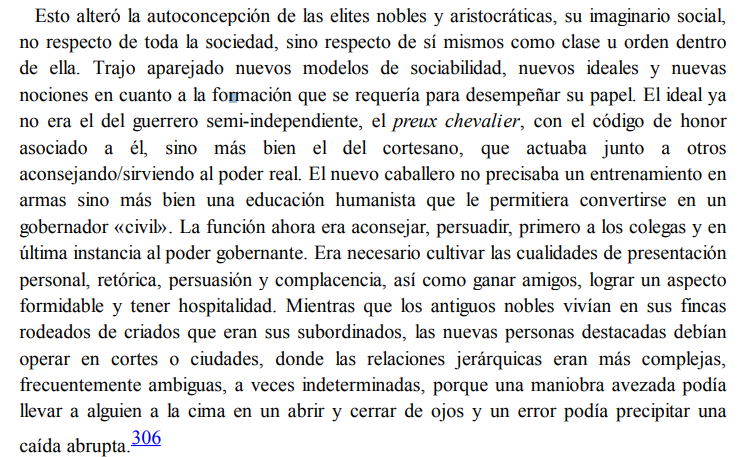 Esto alteró la autoconcepción de las elites nobles y aristocráticas, su imaginario social,
no respecto de toda la sociedad, sino respecto de sí mismos como clase u orden dentro
de ella. Trajo aparejado nuevos modelos de sociabilidad, nuevos ideales y nuevas
nociones en cuanto a la formación que se requería para desempeñar su papel. El ideal ya
no era el del guerrero semi-independiente, el preux chevalier, con el código de honor
asociado a él, sino más bien el del cortesano, que actuaba junto a otros
aconsejando/sirviendo al poder real. El nuevo caballero no precisaba un entrenamiento en
armas sino más bien una educación humanista que le permitiera convertirse en un
gobernador «civil». La función ahora era aconsejar, persuadir, primero a los colegas y en
última instancia al poder gobernante. Era necesario cultivar las cualidades de presentación
personal, retórica, persuasión y complacencia, así como ganar amigos, lograr un aspecto
formidable y tener hospitalidad. Mientras que los antiguos nobles vivían en sus fincas
rodeados de criados que eran sus subordinados, las nuevas personas destacadas debían
operar en cortes o ciudades, donde las relaciones jerárquicas eran más complejas,
frecuentemente ambiguas, a veces indeterminadas, porque una maniobra avezada podía
llevar a alguien a la cima en un abrir y cerrar de ojos y un error podía precipitar una
caída abrupta.306